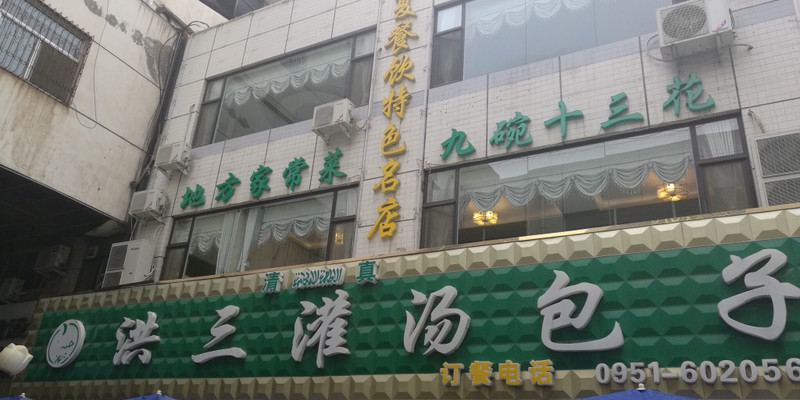 夏餐饮特色名店
地方家常菜
九碗十三花
清 真
洪三灌汤包子
订餐电话 0951-602056